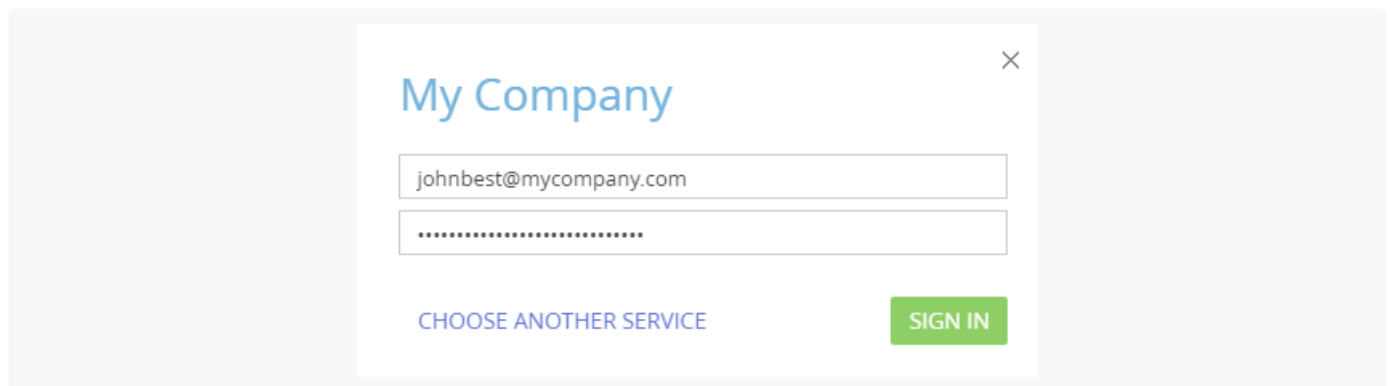 My Company
johnbest@mycompany.com
•••••••••••••••••••••••••••••
CHOOSE ANOTHER SERVICE
SIGN IN